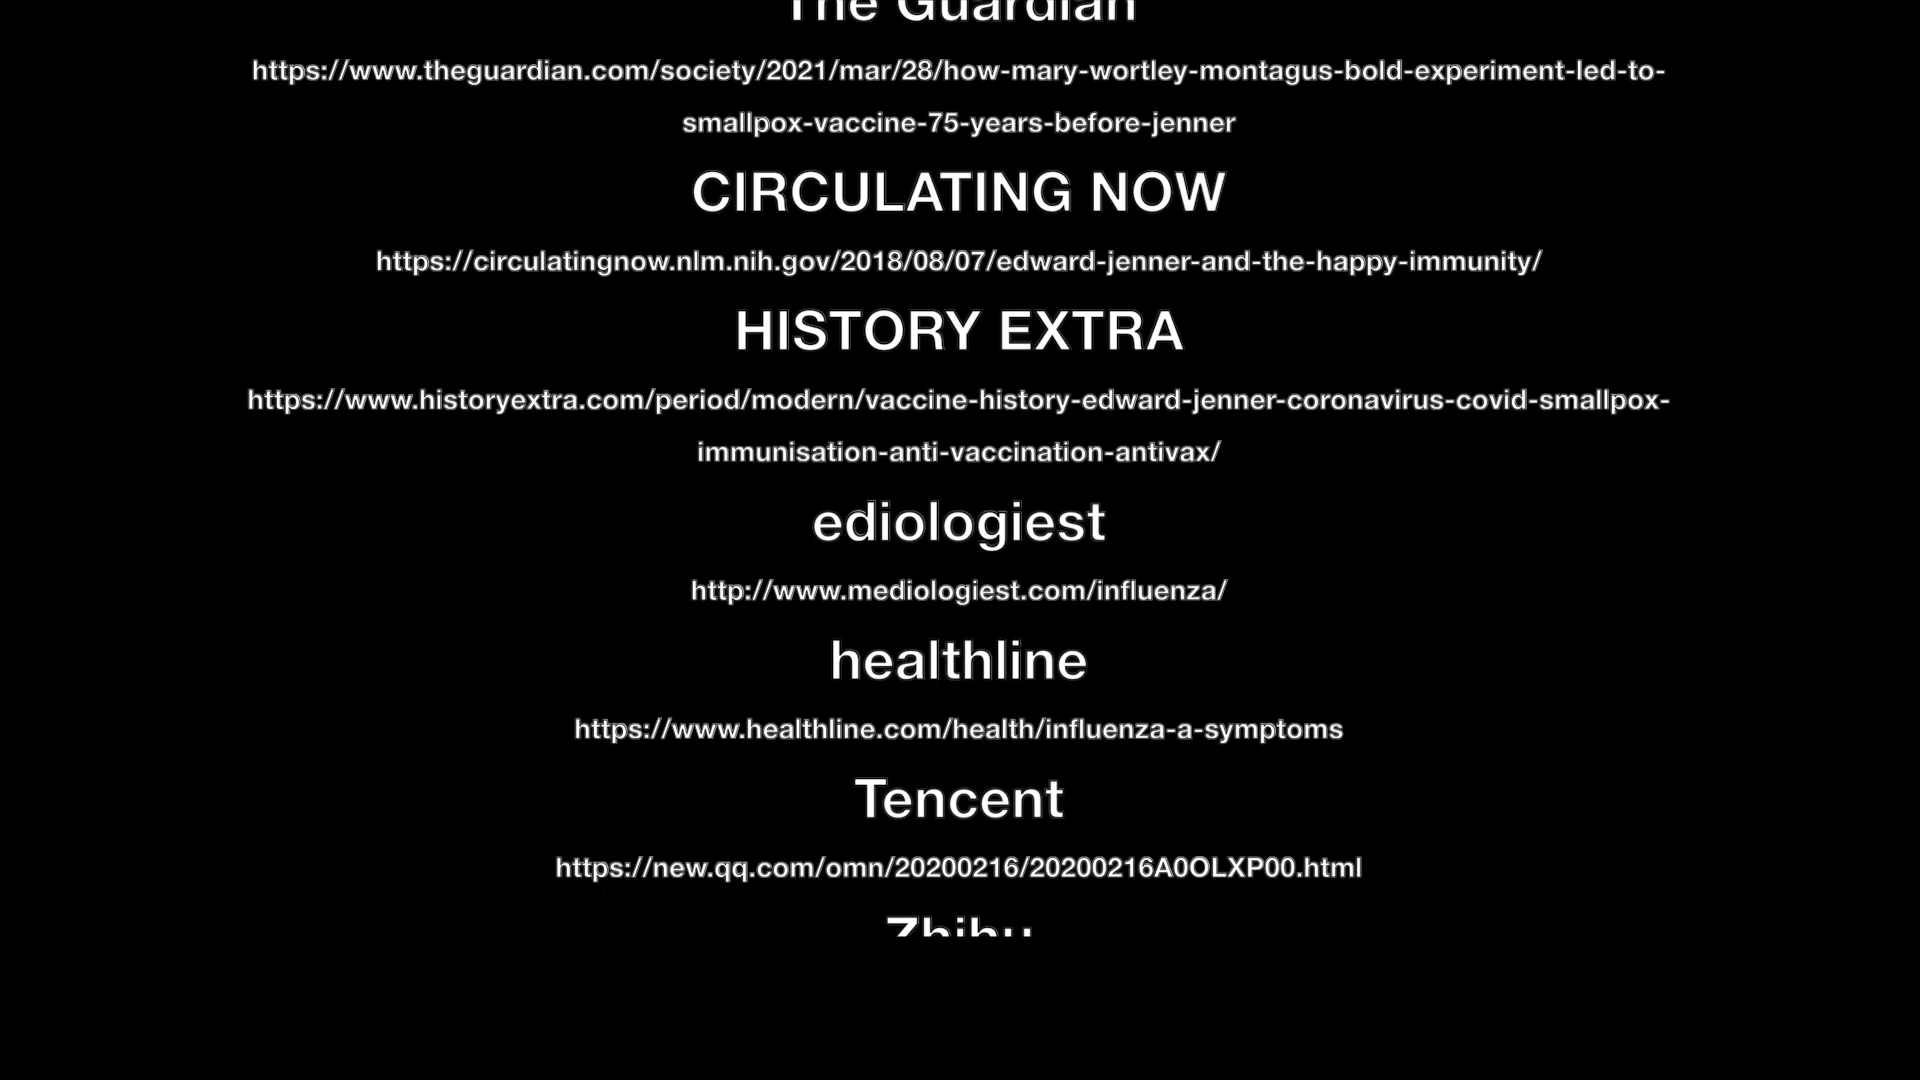 The Guardian
https://www.theguardian.com/society/2021/mar/28/how-mary-wortley-montagus-bold-experiment-led-to-
smallpox-vaccine-75-years-before-jenner
CIRCULATING NOW
https://circulatingnow.nlm.nih.gov/2018/08/07/edward-jenner-and-the-happy-immunity/
HISTORY EXTRA
https://www.historyextra.com/period/modern/vaccine-history-edward-jenner-coronavirus-covid-smallpox-
immunisation-anti-vaccination-antivax/
ediologiest
http://www.mediologiest.com/influenza/
healthline
https://www.healthline.com/health/influenza-a-symptoms
Tencent
https://new.qq.com/omn/20200216/20200216A0OLXP00.html
Zhihu